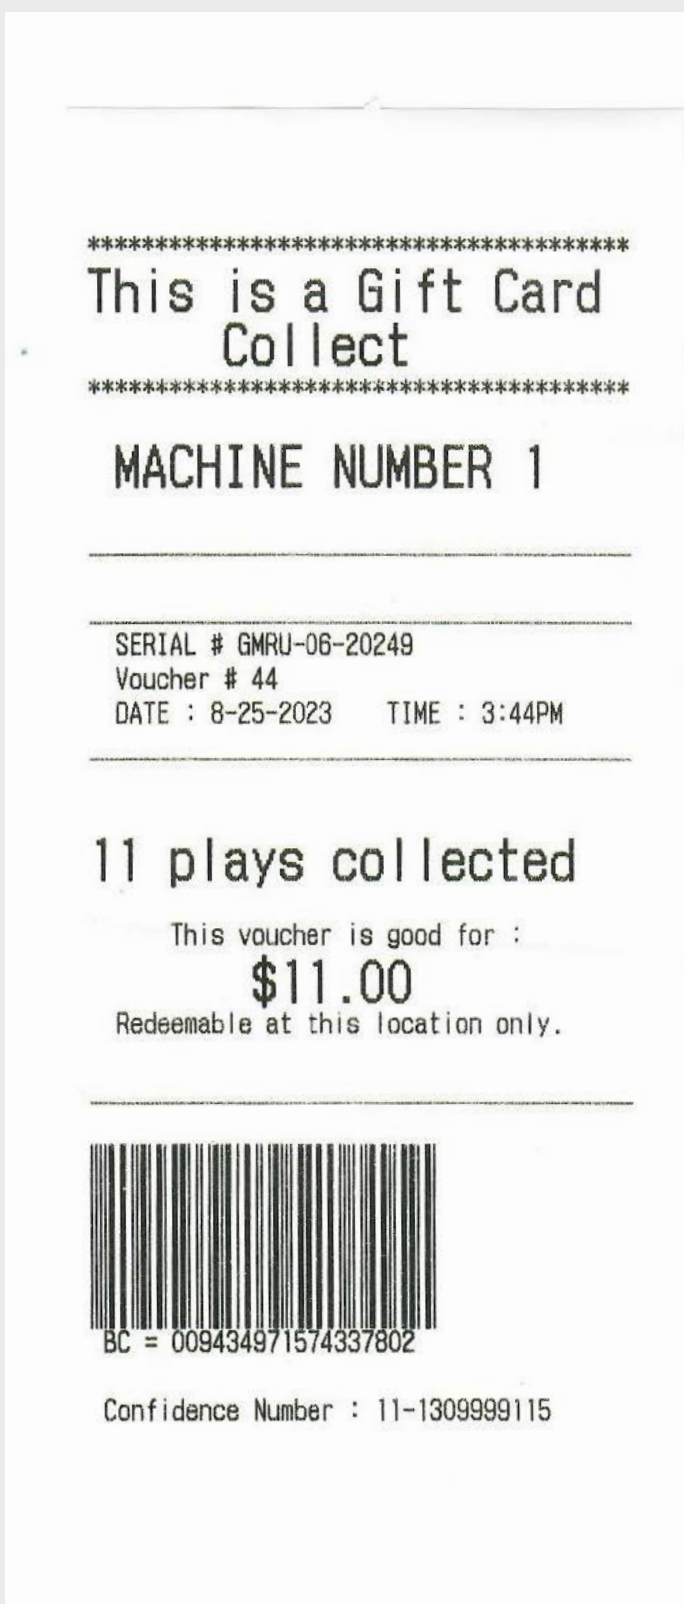 ****************************************
This is a Gift Card
Collect
****************************************
MACHINE NUMBER 1
SERIAL # GMRU-06-20249
Voucher # 44
DATE : 8-25-2023 TIME : 3:44PM
11 plays collected
This voucher is good for :
$11.00
Redeemable at this location only.
BC = 009434971574337802
Confidence Number : 11-1309999115